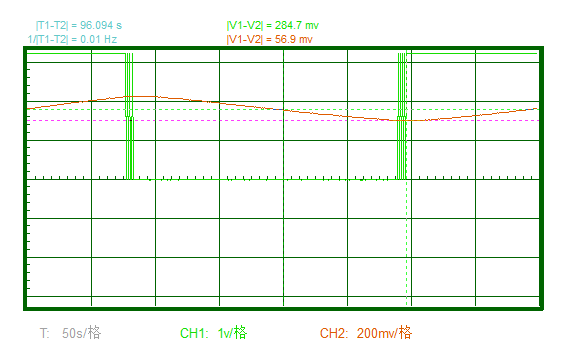 |T1-T2| = 96.094 s |V1-V2| = 284.7 mv
1/|T1-T2| = 0.01 Hz |V1-V2| = 56.9 mv
T: 50s/格 CH1: 1v/格 CH2: 200mv/格